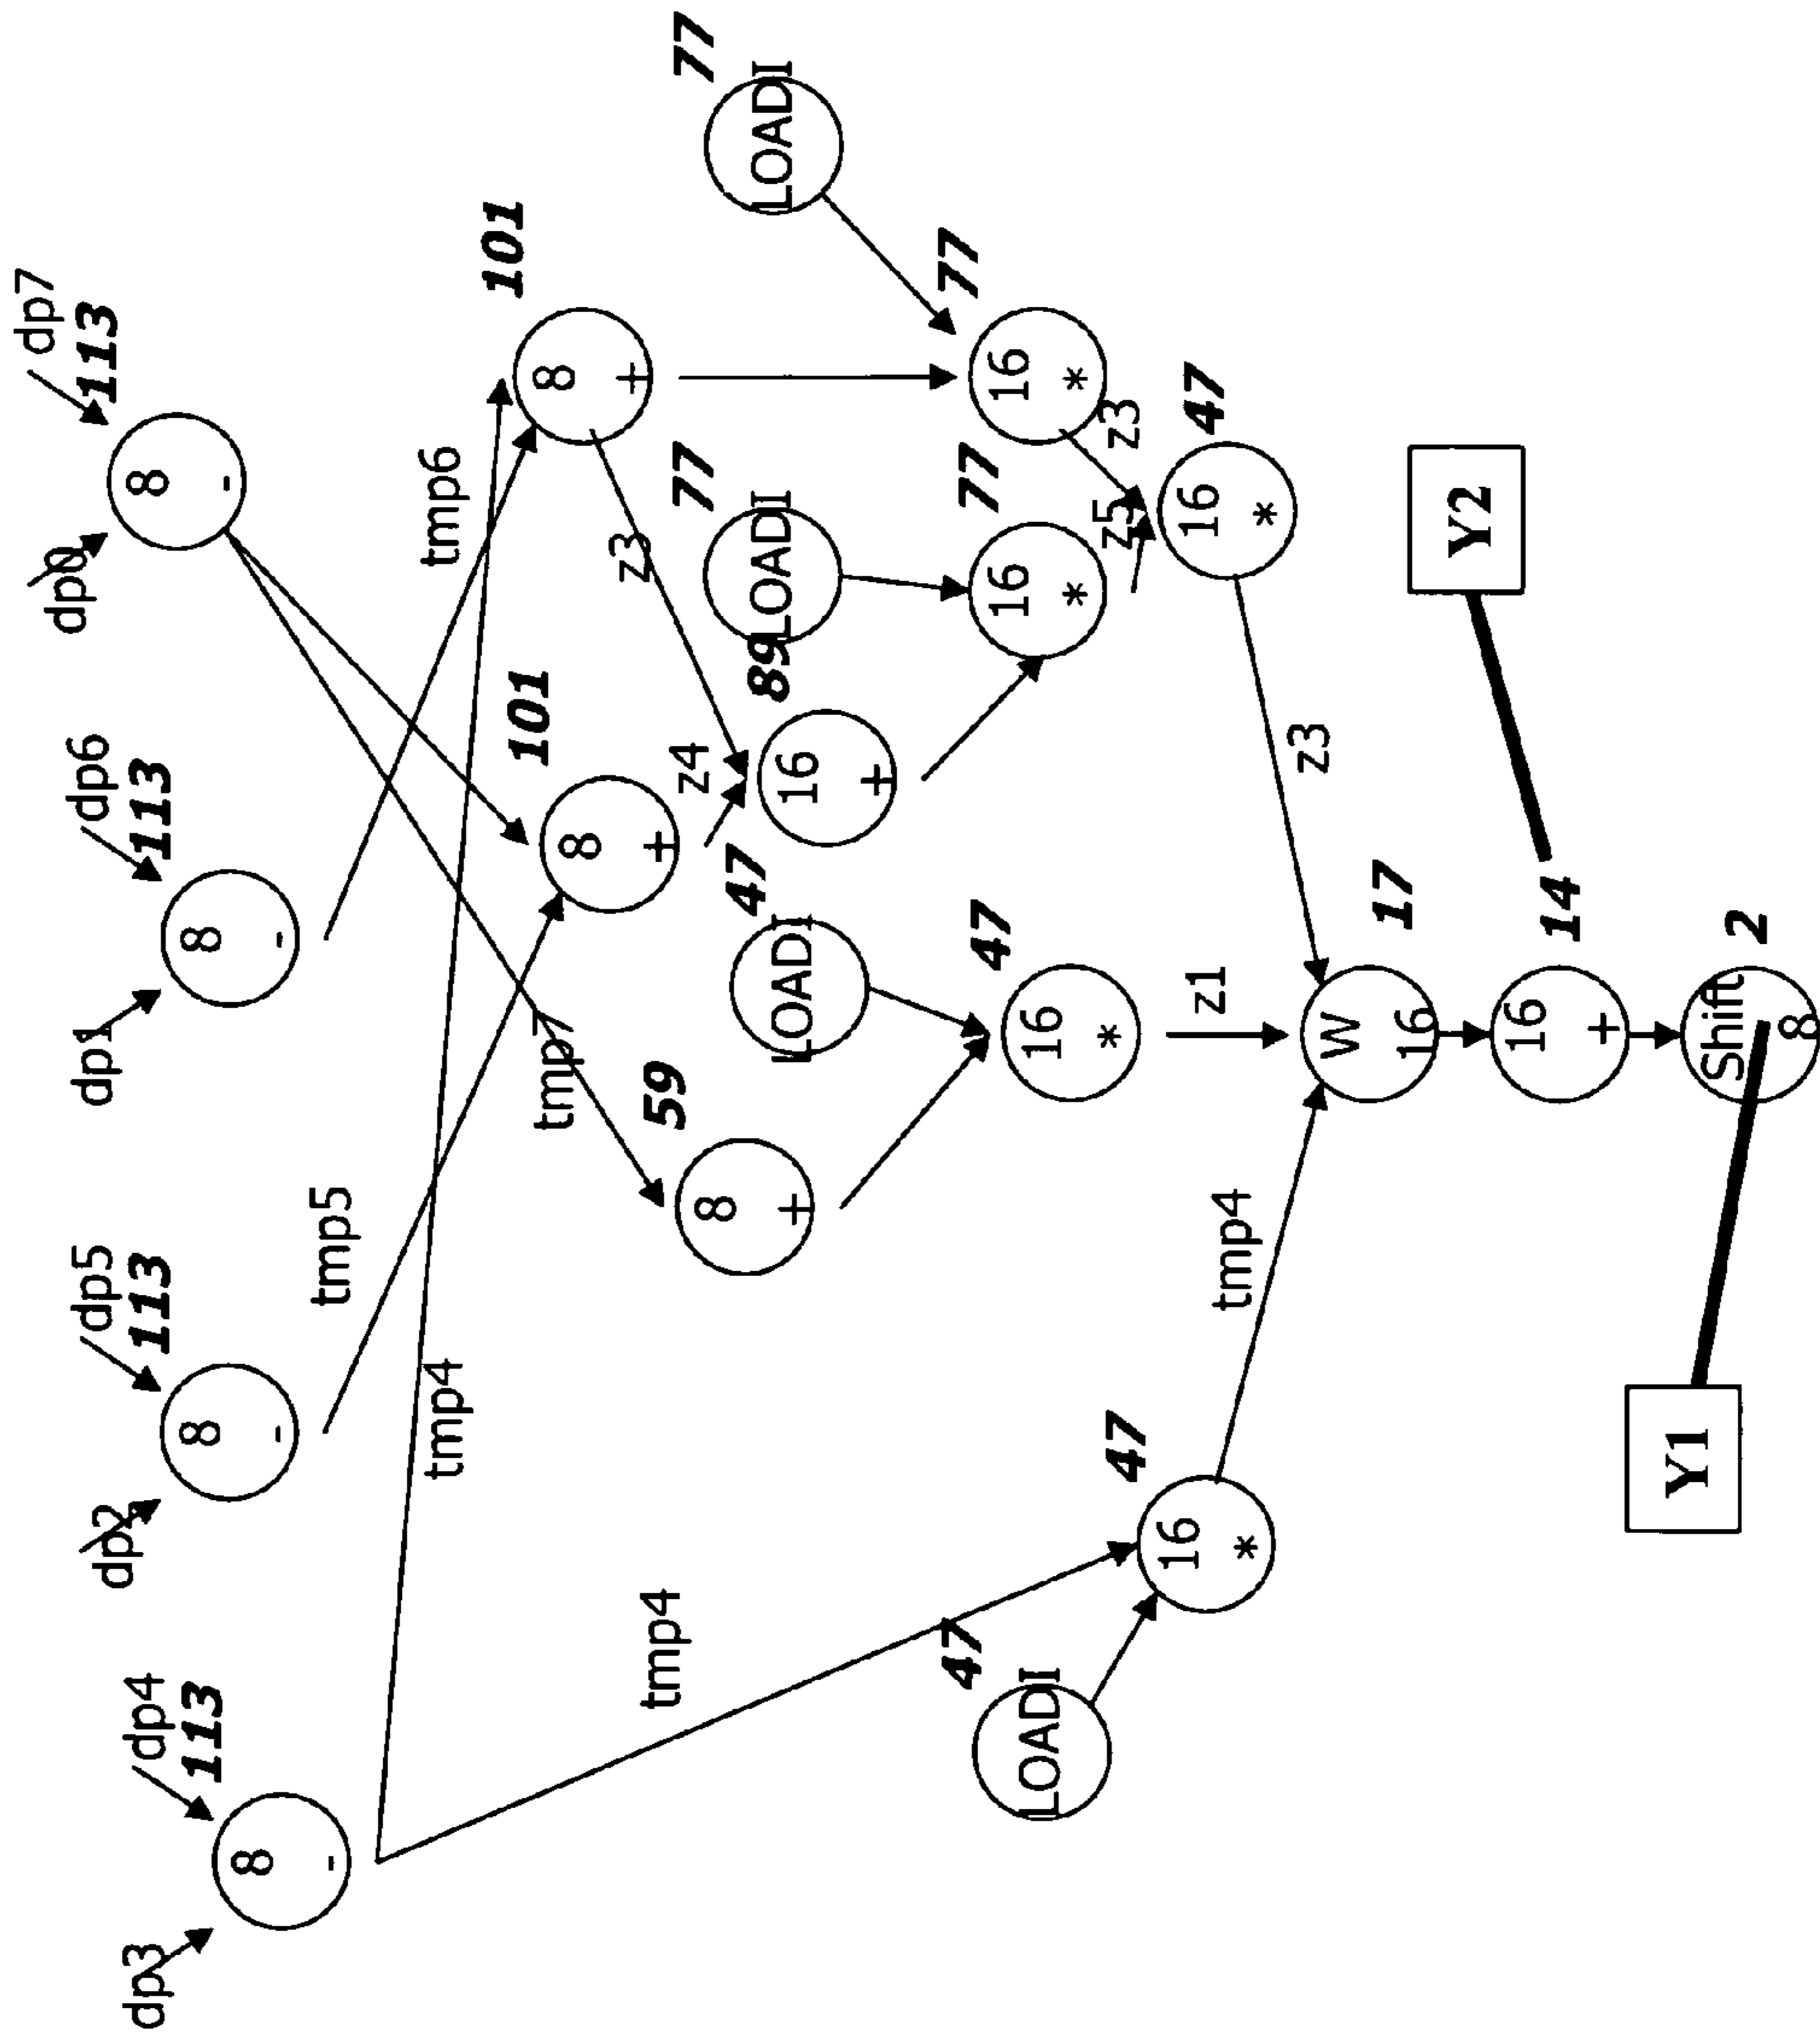 dp7
113
dp0
8
-
dp6
113
dp1
8
-
dp5
113
dp2
8
-
dp4
113
dp3
8
-
tmp6
101
8
+
77
LOADI
z3
101
8
+
tmp5
tmp4
tmp7
z4
77
LOADI
89
16
+
77
16
*
77
16
*
z3
z5
47
16
*
47
LOADI
59
8
+
47
16
*
z1
z3
tmp4
47
LOADI
47
16
*
tmp4
17
W
16
Y2
14
16
+
2
Shift
8
Y1